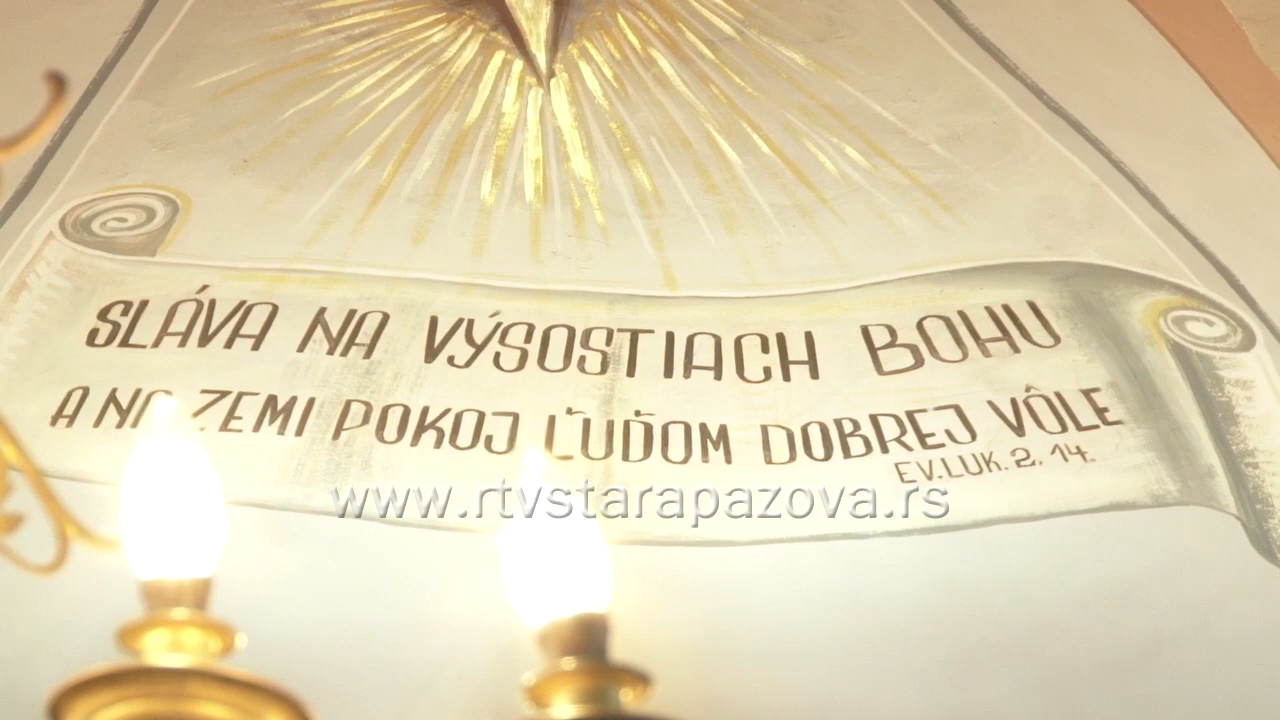 SLÁVA NA VÝSOSTIACH BOHU
A NA ZEMI POKOJ ĽUĎOM DOBREJ VÔLE
EV. LUK. 2. 14.
www.rtvstarapazova.rs